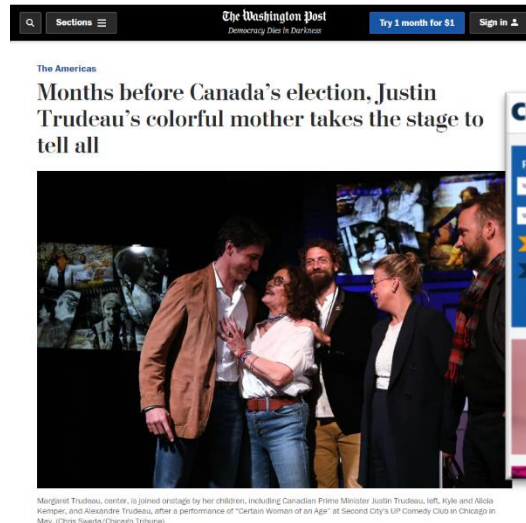 Sections
The Washington Post
Democracy Dies in Darkness
Try 1 month for $1
Sign in
The Americas
Months before Canada's election, Justin
Trudeau's colorful mother takes the stage to
tell all
Margaret Trudeau, center, is joined onstage by her children, including Canadian Prime Minister Justin Trudeau, left, Kyle and Alicia
Kemper, and Alexandre Trudeau, after a performance of "Certain Woman of an Age" at Second City's UP Comedy Club in Chicago in
May. (Chris Sweda/Chicago Tribune)